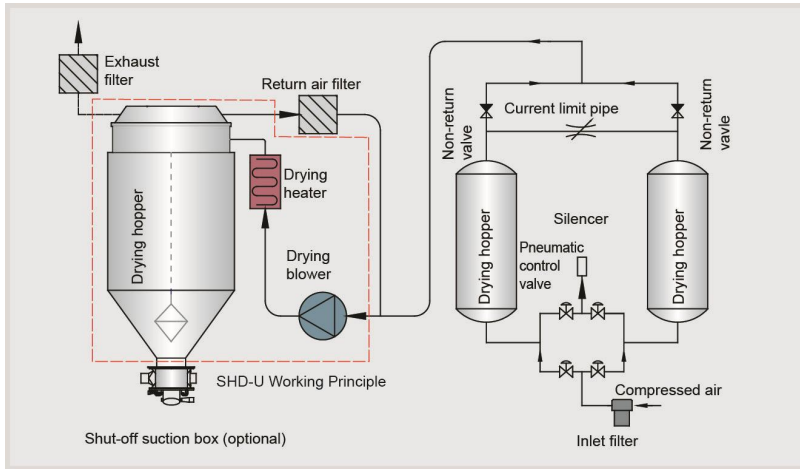 Exhaust
filter
Return air filter
Drying hopper
Drying
heater
Drying
blower
SHD-U Working Principle
Shut-off suction box (optional)
Non-return
valve
Current limit pipe
Non-return
vavle
Drying hopper
Silencer
Pneumatic
control
valve
Drying hopper
Compressed air
Inlet filter